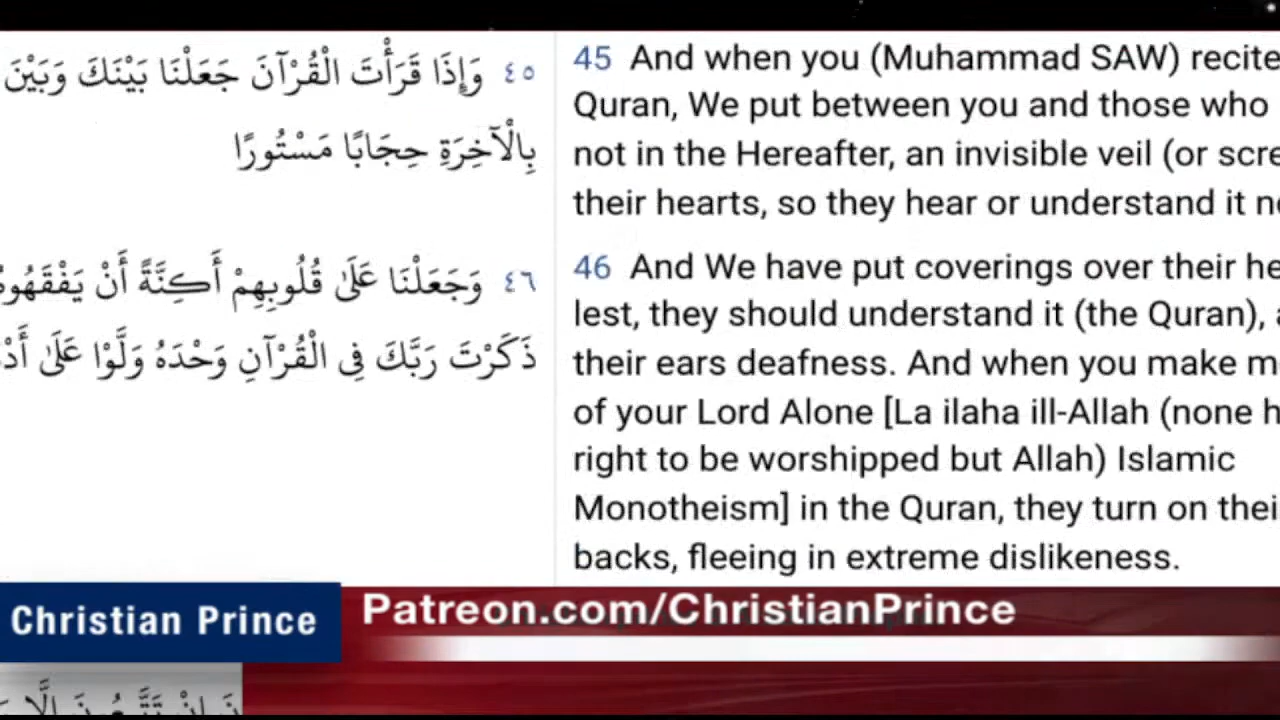 ٤٥ وَإِذَا قَرَأْتَ الْقُرْآنَ جَعَلْنَا بَيْنَكَ وَبَيْنَ
بِالْآخِرَةِ حِجَابًا مَسْتُورًا
٤٦ وَجَعَلْنَا عَلَىٰ قُلُوبِهِمْ أَكِنَّةً أَنْ
ذَكَرْتَ رَبَّكَ فِي الْقُرْآنِ وَحْدَهُ وَلَّوْا عَلَىٰ
45 And when you (Muhammad SAW) recite
Quran, We put between you and those who
not in the Hereafter, an invisible veil (or
their hearts, so they hear or understand it
46 And We have put coverings over their
lest, they should understand it (the Quran),
their ears deafness. And when you make
of your Lord Alone [La ilaha ill-Allah (none
right to be worshipped but Allah) Islamic
Monotheism] in the Quran, they turn on
backs, fleeing in extreme dislikeness.
Christian Prince
Patreon.com/ChristianPrince